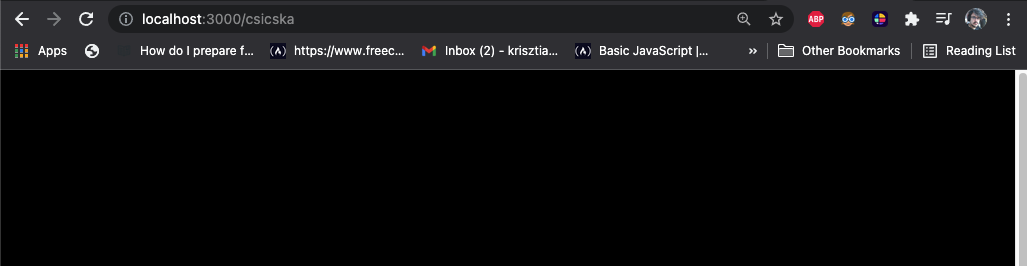 localhost:3000/csicska
ABP
Apps How do I prepare f... https://www.freec... Inbox (2) - krisztia... Basic JavaScript |... » Other Bookmarks Reading List